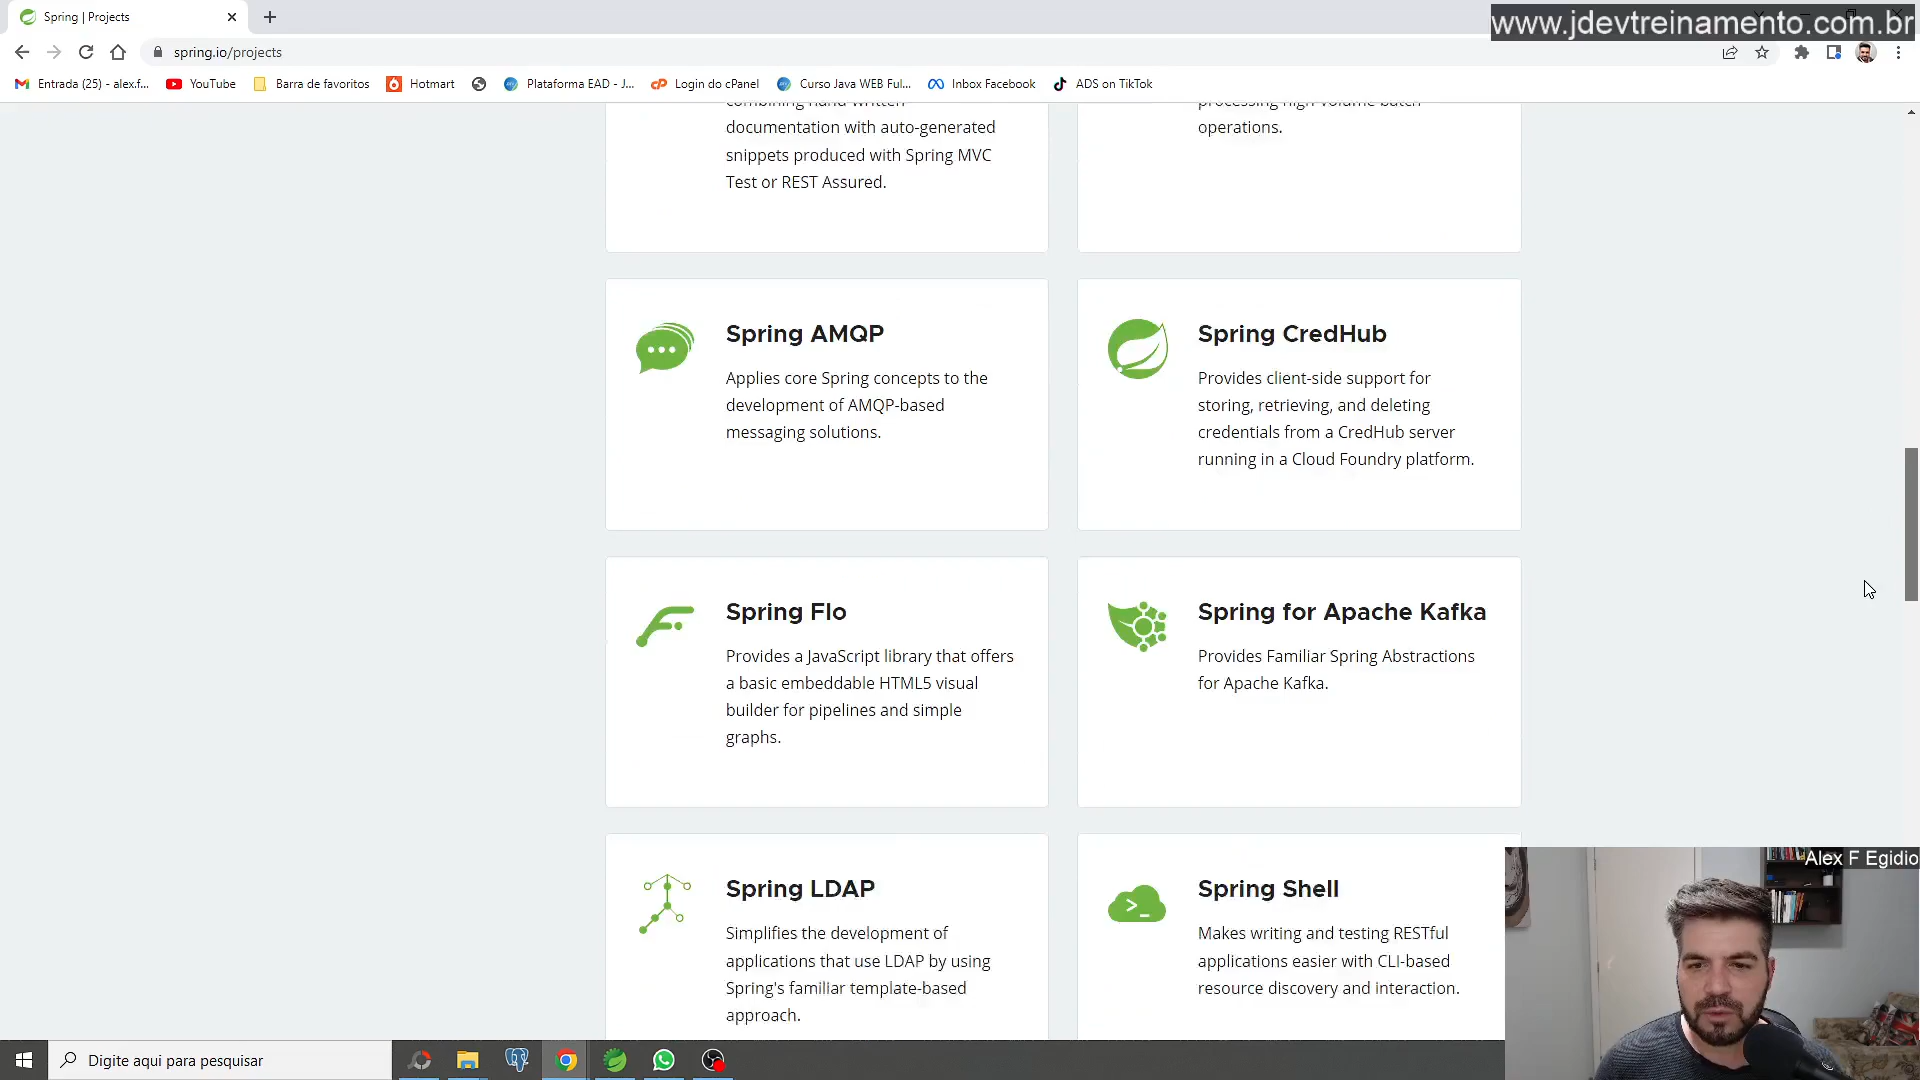 Spring | Projects
www.jdevtreinamento.com.br
spring.io/projects
Entrada (25) - alex.f...
YouTube
Barra de favoritos
Hotmart
Plataforma EAD - J...
Login do cPanel
Curso Java WEB Ful...
Inbox Facebook
ADS on TikTok
combining hand-written
documentation with auto-generated
snippets produced with Spring MVC
Test or REST Assured.
processing high-volume batch
operations.
Spring AMQP
Applies core Spring concepts to the
development of AMQP-based
messaging solutions.
Spring CredHub
Provides client-side support for
storing, retrieving, and deleting
credentials from a CredHub server
running in a Cloud Foundry platform.
Spring Flo
Provides a JavaScript library that offers
a basic embeddable HTML5 visual
builder for pipelines and simple
graphs.
Spring for Apache Kafka
Provides Familiar Spring Abstractions
for Apache Kafka.
Spring LDAP
Simplifies the development of
applications that use LDAP by using
Spring's familiar template-based
approach.
Spring Shell
Makes writing and testing RESTful
applications easier with CLI-based
resource discovery and interaction.
Alex F Egidio
Digite aqui para pesquisar